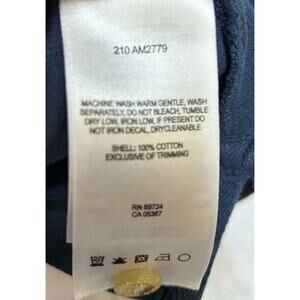 210 AM2779
MACHINE WASH WARM GENTLE, WASH
SEPARATELY, DO NOT BLEACH, TUMBLE
DRY LOW, IRON LOW, IF PRESENT DO
NOT IRON DECAL, DRYCLEANABLE
SHELL: 100% COTTON
EXCLUSIVE OF TRIMMING
RN 69724
CA 05367